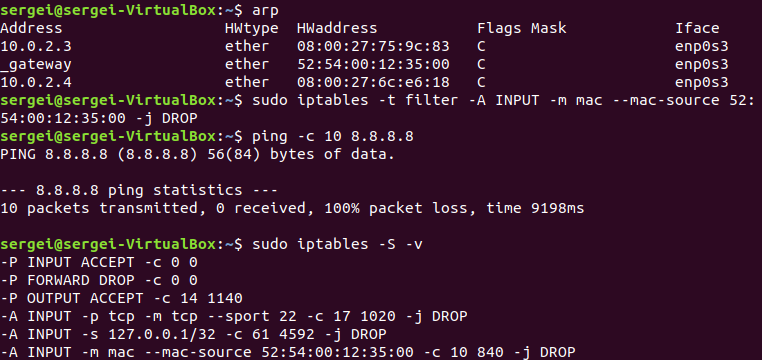 sergei@sergei-VirtualBox:~$ arp
Address                  HWtype  HWaddress           Flags Mask            Iface
10.0.2.3                 ether   08:00:27:75:9c:83   C                     enp0s3
_gateway                 ether   52:54:00:12:35:00   C                     enp0s3
10.0.2.4                 ether   08:00:27:6c:e6:18   C                     enp0s3
sergei@sergei-VirtualBox:~$ sudo iptables -t filter -A INPUT -m mac --mac-source 52:
54:00:12:35:00 -j DROP
sergei@sergei-VirtualBox:~$ ping -c 10 8.8.8.8
PING 8.8.8.8 (8.8.8.8) 56(84) bytes of data.

--- 8.8.8.8 ping statistics ---
10 packets transmitted, 0 received, 100% packet loss, time 9198ms

sergei@sergei-VirtualBox:~$ sudo iptables -S -v
-P INPUT ACCEPT -c 0 0
-P FORWARD DROP -c 0 0
-P OUTPUT ACCEPT -c 14 1140
-A INPUT -p tcp -m tcp --sport 22 -c 17 1020 -j DROP
-A INPUT -s 127.0.0.1/32 -c 61 4592 -j DROP
-A INPUT -m mac --mac-source 52:54:00:12:35:00 -c 10 840 -j DROP